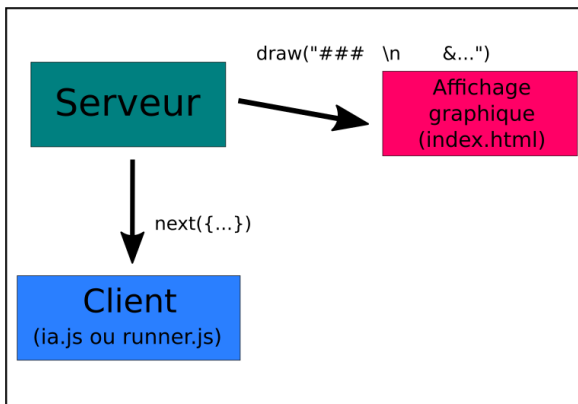 draw("### \n &...")
Serveur
Affichage
graphique
(index.html)
next({...})
Client
(ia.js ou runner.js)